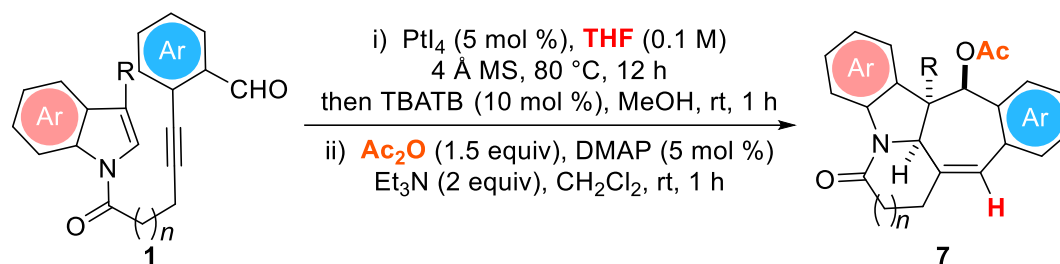 i) PtI4 (5 mol %), THF (0.1 M)
4 Å MS, 80 °C, 12 h
then TBATB (10 mol %), MeOH, rt, 1 h
ii) Ac2O (1.5 equiv), DMAP (5 mol %)
Et3N (2 equiv), CH2Cl2, rt, 1 h
Ar
R
Ar
CHO
N
O
( )n
1
Ar
R
OAc
Ar
N
H
O
( )n
H
7